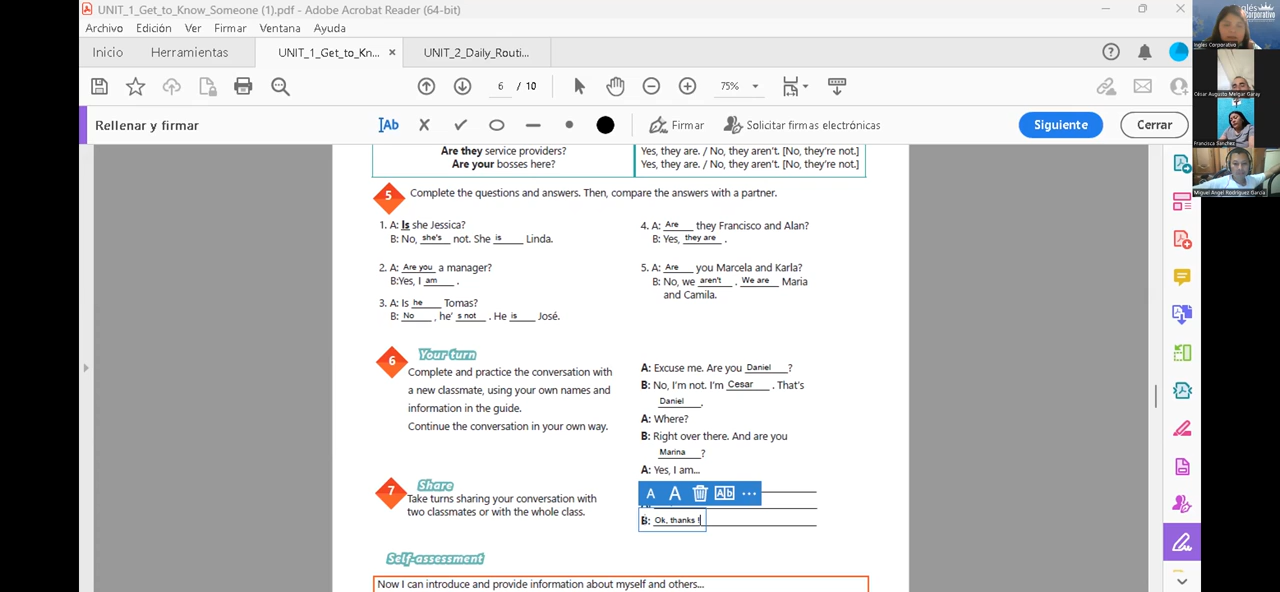 UNIT_1_Get_to_Know_Someone (1).pdf - Adobe Acrobat Reader (64-bit)
Archivo Edición Ver Firmar Ventana Ayuda
Inicio Herramientas UNIT_1_Get_to_Kn... × UNIT_2_Daily_Routi...
6 / 10 75%
Rellenar y firmar Ab Firmar Solicitar firmas electrónicas Siguiente Cerrar
Inglés Corporativo
César Augusto Melgar Garay
Francisca Sanchez
Miguel Angel Rodríguez García
Are they service providers? Yes, they are. / No, they aren't. [No, they're not.]
Are your bosses here? Yes, they are. / No, they aren't. [No, they're not.]
5 Complete the questions and answers. Then, compare the answers with a partner.
1. A: Is she Jessica?
B: No, she's not. She is Linda.
2. A: Are you a manager?
B:Yes, I am .
3. A: Is he Tomas?
B: No , he' s not . He is José.
4. A: Are they Francisco and Alan?
B: Yes, they are .
5. A: Are you Marcela and Karla?
B: No, we aren't . We are Maria
and Camila.
6 Your turn
Complete and practice the conversation with
a new classmate, using your own names and
information in the guide.
Continue the conversation in your own way.
A: Excuse me. Are you Daniel ?
B: No, I'm not. I'm Cesar . That's
Daniel .
A: Where?
B: Right over there. And are you
Marina ?
A: Yes, I am...
7 Share
Take turns sharing your conversation with
two classmates or with the whole class.
A A Ab ...
B: Ok, thanks !
Self-assessment
Now I can introduce and provide information about myself and others...